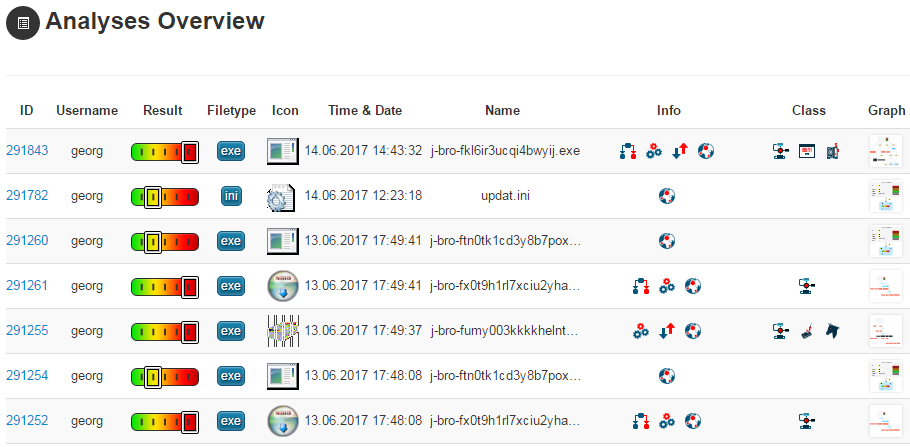 Analyses Overview
ID Username Result Filetype Icon Time & Date Name Info Class Graph
291843 georg exe 14.06.2017 14:43:32 j-bro-fkl6ir3ucqi4bwyij.exe
291782 georg ini 14.06.2017 12:23:18 updat.ini
291260 georg exe 13.06.2017 17:49:41 j-bro-ftn0tk1cd3y8b7pox...
291261 georg exe 13.06.2017 17:49:41 j-bro-fx0t9h1rl7xciu2yha...
291255 georg exe 13.06.2017 17:49:37 j-bro-fumy003kkkkhelnt...
291254 georg exe 13.06.2017 17:48:08 j-bro-ftn0tk1cd3y8b7pox...
291252 georg exe 13.06.2017 17:48:08 j-bro-fx0t9h1rl7xciu2yha...